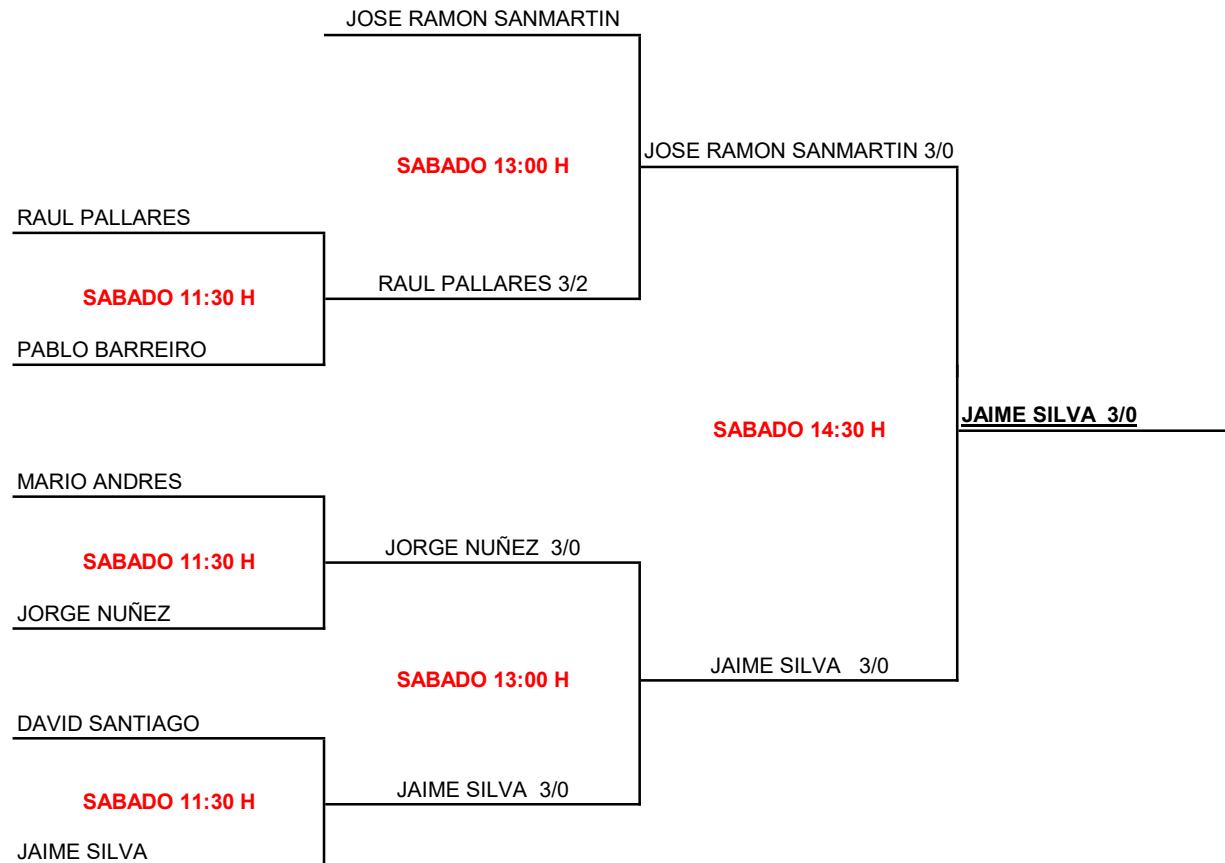 JOSE RAMON SANMARTIN
SABADO 13:00 H
JOSE RAMON SANMARTIN 3/0
RAUL PALLARES
SABADO 11:30 H
RAUL PALLARES 3/2
PABLO BARREIRO
SABADO 14:30 H
JAIME SILVA  3/0
MARIO ANDRES
SABADO 11:30 H
JORGE NUÑEZ  3/0
JORGE NUÑEZ
SABADO 13:00 H
JAIME SILVA   3/0
DAVID SANTIAGO
SABADO 11:30 H
JAIME SILVA  3/0
JAIME SILVA